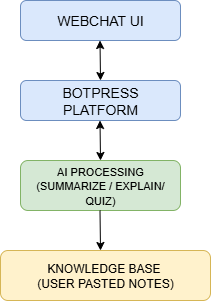 WEBCHAT UI
BOTPRESS
PLATFORM
AI PROCESSING
(SUMMARIZE / EXPLAIN/
QUIZ)
KNOWLEDGE BASE
(USER PASTED NOTES)